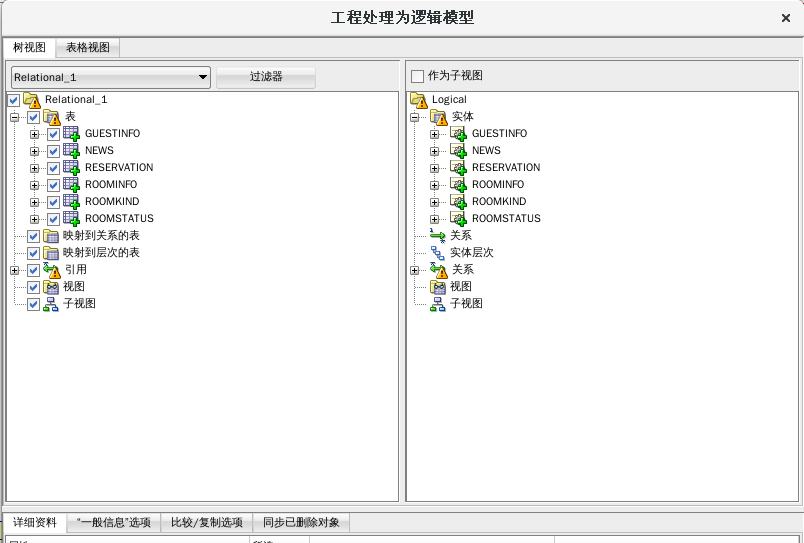 工程处理为逻辑模型
树视图 表格视图
Relational_1 过滤器
作为子视图
Relational_1
表
GUESTINFO
NEWS
RESERVATION
ROOMINFO
ROOMKIND
ROOMSTATUS
映射到关系的表
映射到层次的表
引用
视图
子视图
Logical
实体
GUESTINFO
NEWS
RESERVATION
ROOMINFO
ROOMKIND
ROOMSTATUS
关系
实体层次
关系
视图
子视图
详细资料 “一般信息”选项 比较/复制选项 同步已删除对象